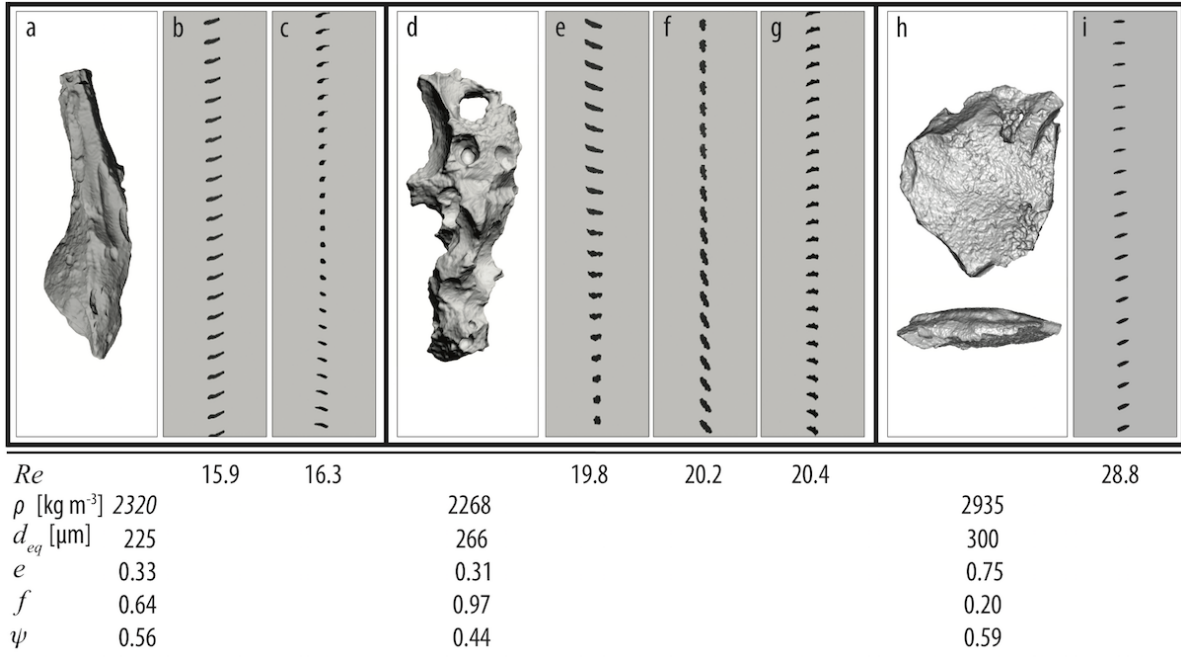 a b c d e f g h i
Re 15.9 16.3 19.8 20.2 20.4 28.8
ρ [kg m⁻³] 2320 2268 2935
d_eq [µm] 225 266 300
e 0.33 0.31 0.75
f 0.64 0.97 0.20
ψ 0.56 0.44 0.59